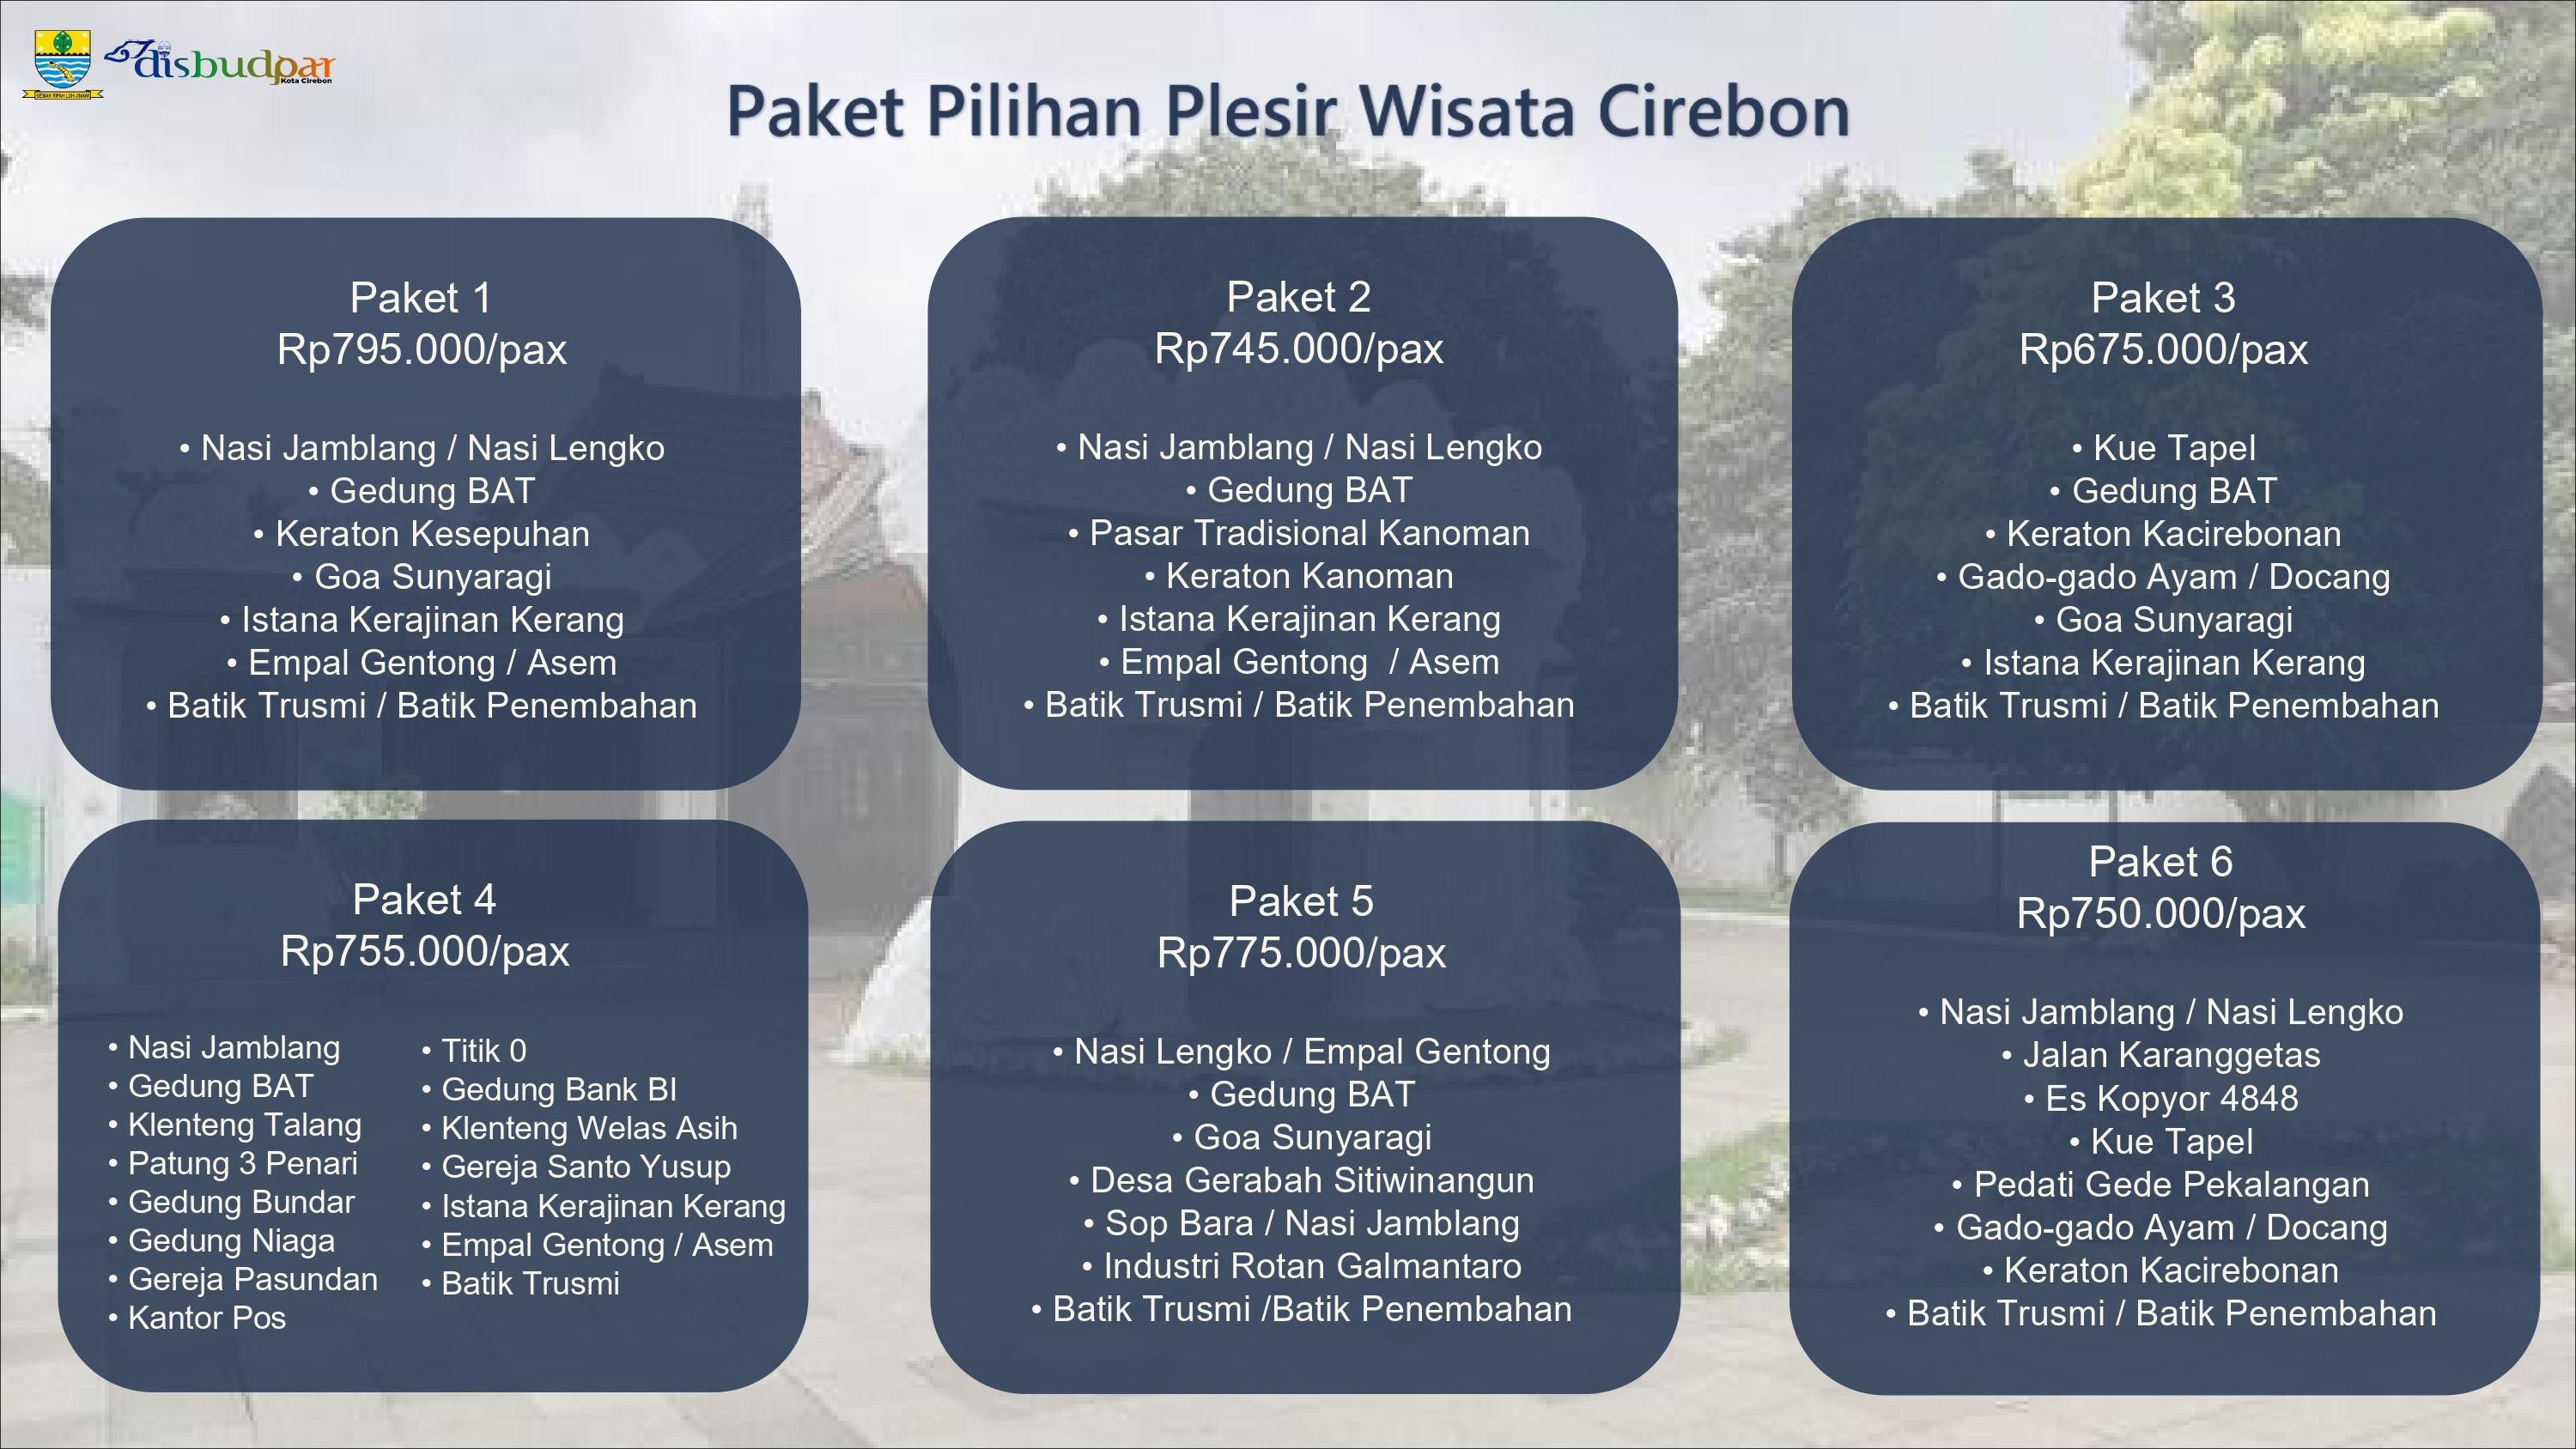 disbudpar
Kota Cirebon
Paket Pilihan Plesir Wisata Cirebon
Paket 1
Rp795.000/pax
• Nasi Jamblang / Nasi Lengko
• Gedung BAT
• Keraton Kesepuhan
• Goa Sunyaragi
• Istana Kerajinan Kerang
• Empal Gentong / Asem
• Batik Trusmi / Batik Penembahan
Paket 2
Rp745.000/pax
• Nasi Jamblang / Nasi Lengko
• Gedung BAT
• Pasar Tradisional Kanoman
• Keraton Kanoman
• Istana Kerajinan Kerang
• Empal Gentong  / Asem
• Batik Trusmi / Batik Penembahan
Paket 3
Rp675.000/pax
• Kue Tapel
• Gedung BAT
• Keraton Kacirebonan
• Gado-gado Ayam / Docang
• Goa Sunyaragi
• Istana Kerajinan Kerang
• Batik Trusmi / Batik Penembahan
Paket 4
Rp755.000/pax
• Nasi Jamblang
• Gedung BAT
• Klenteng Talang
• Patung 3 Penari
• Gedung Bundar
• Gedung Niaga
• Gereja Pasundan
• Kantor Pos
• Titik 0
• Gedung Bank BI
• Klenteng Welas Asih
• Gereja Santo Yusup
• Istana Kerajinan Kerang
• Empal Gentong / Asem
• Batik Trusmi
Paket 5
Rp775.000/pax
• Nasi Lengko / Empal Gentong
• Gedung BAT
• Goa Sunyaragi
• Desa Gerabah Sitiwinangun
• Sop Bara / Nasi Jamblang
• Industri Rotan Galmantaro
• Batik Trusmi /Batik Penembahan
Paket 6
Rp750.000/pax
• Nasi Jamblang / Nasi Lengko
• Jalan Karanggetas
• Es Kopyor 4848
• Kue Tapel
• Pedati Gede Pekalangan
• Gado-gado Ayam / Docang
• Keraton Kacirebonan
• Batik Trusmi / Batik Penembahan